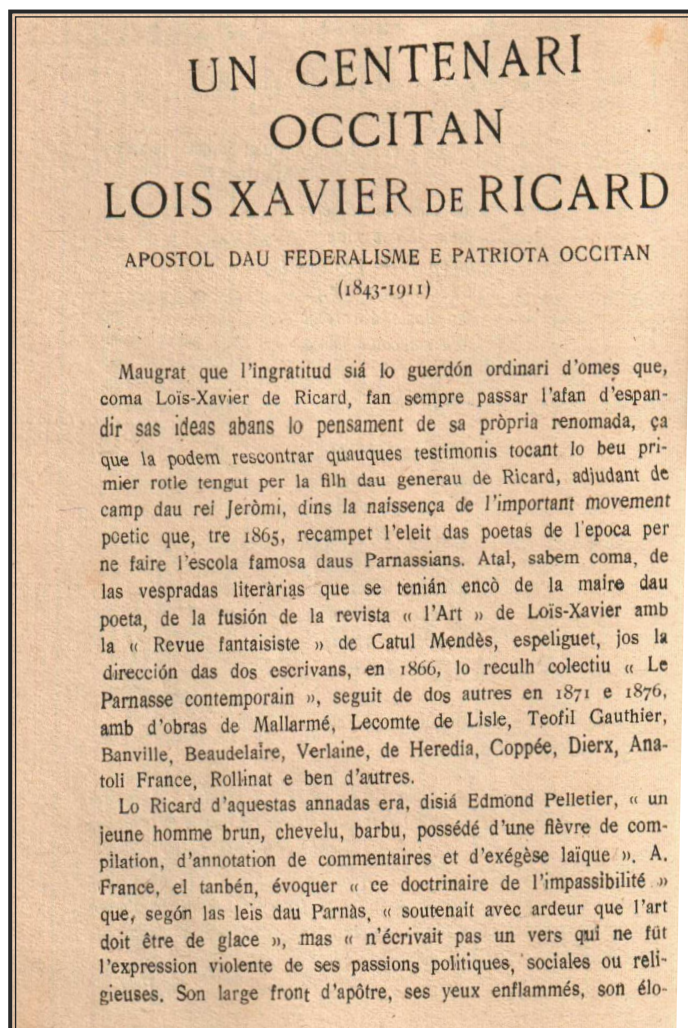 UN CENTENARI
OCCITAN
LOIS XAVIER DE RICARD
APOSTOL DAU FEDERALISME E PATRIOTA OCCITAN
(1843-1911)
Maugrat que l'ingratitud siá lo guerdón ordinari d'omes que,
coma Loïs-Xavier de Ricard, fan sempre passar l'afan d'espan-
dir sas ideas abans lo pensament de sa pròpria renomada, ça
que la podem rescontrar quauques testimonis tocant lo beu pri-
mier rotle tengut per la filh dau generau de Ricard, adjudant de
camp dau rei Jeròmi, dins la naissença de l'important movement
poetic que, tre 1865, recampet l'eleit das poetas de l'epoca per
ne faire l'escola famosa daus Parnassians. Atal, sabem coma, de
las vespradas literàrias que se tenián encò de la maire dau
poeta, de la fusión de la revista « l'Art » de Loïs-Xavier amb
la « Revue fantaisiste » de Catul Mendès, espeliguet, jos la
dirección das dos escrivans, en 1866, lo reculh colectiu « Le
Parnasse contemporain », seguit de dos autres en 1871 e 1876,
amb d'obras de Mallarmé, Lecomte de Lisle, Teofil Gauthier,
Banville, Beaudelaire, Verlaine, de Heredia, Coppée, Dierx, Ana-
toli France, Rollinat e ben d'autres.
Lo Ricard d'aquestas annadas era, disiá Edmond Pelletier, « un
jeune homme brun, chevelu, barbu, possédé d'une fièvre de com-
pilation, d'annotation de commentaires et d'exégèse laïque ». A.
France, el tanbén, évoquer « ce doctrinaire de l'impassibilité »
que, segón las leis dau Parnàs, « soutenait avec ardeur que l'art
doit être de glace », mas « n'écrivait pas un vers qui ne fût
l'expression violente de ses passions politiques, sociales ou reli-
gieuses. Son large front d'apôtre, ses yeux enflammés, son élo-